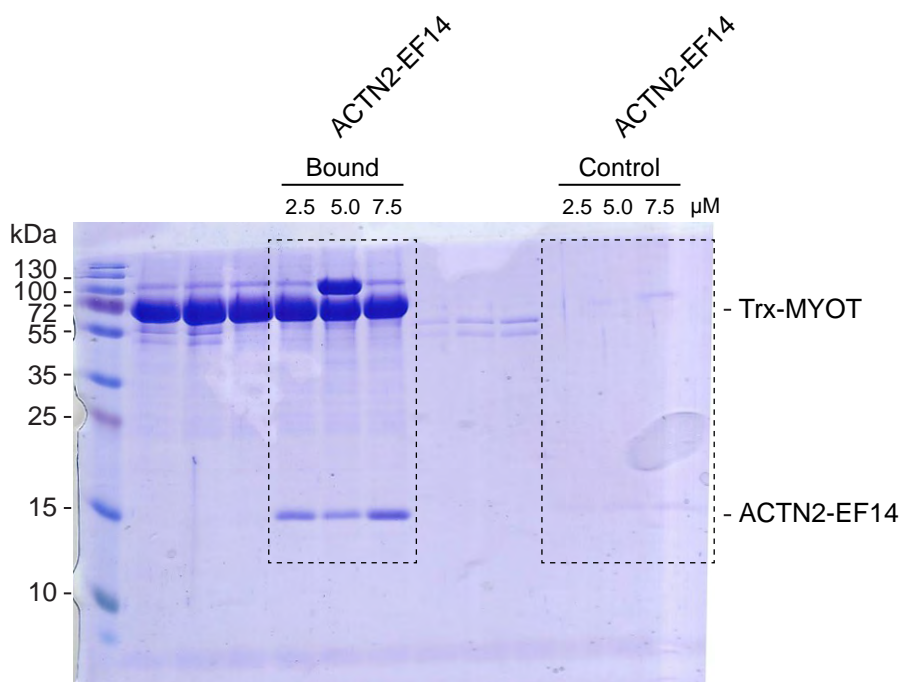 ACTN2-EF14 ACTN2-EF14
Bound Control
2.5 5.0 7.5 2.5 5.0 7.5 µM
kDa
130 -
100 -
72 - - Trx-MYOT
55 -
35 -
25 -
15 - - ACTN2-EF14
10 -